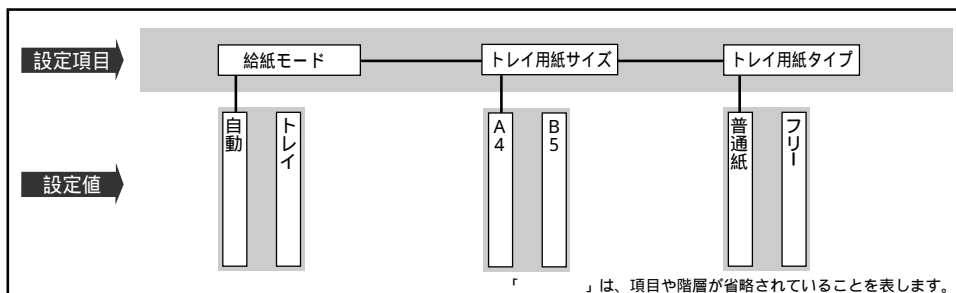 設定項目
給紙モード
トレイ用紙サイズ
トレイ用紙タイプ
設定値
自動
トレイ
A4
B5
普通紙
フリー
「　　　」は、項目や階層が省略されていることを表します。